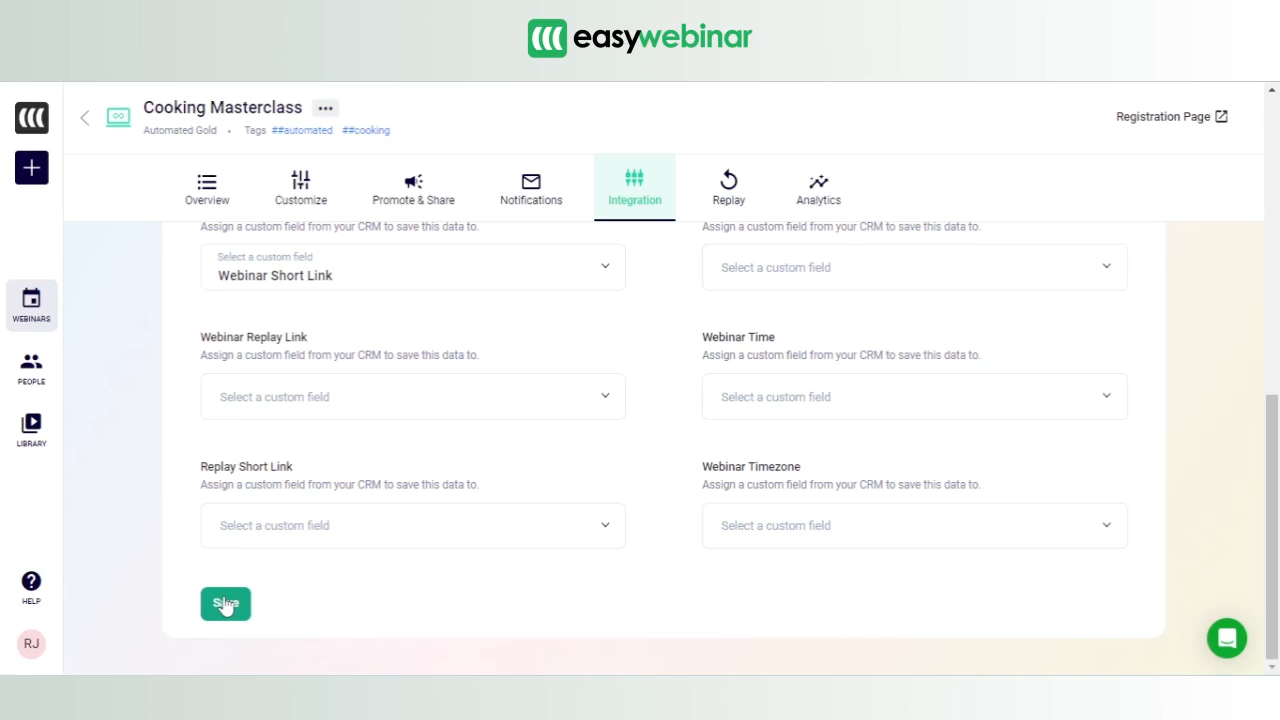 easywebinar
Cooking Masterclass
Automated Gold • Tags ##automated ##cooking
Registration Page
Overview
Customize
Promote & Share
Notifications
Integration
Replay
Analytics
WEBINARS
PEOPLE
LIBRARY
HELP
RJ
Assign a custom field from your CRM to save this data to.
Select a custom field
Webinar Short Link
Assign a custom field from your CRM to save this data to.
Select a custom field
Webinar Replay Link
Assign a custom field from your CRM to save this data to.
Select a custom field
Webinar Time
Assign a custom field from your CRM to save this data to.
Select a custom field
Replay Short Link
Assign a custom field from your CRM to save this data to.
Select a custom field
Webinar Timezone
Assign a custom field from your CRM to save this data to.
Select a custom field
Save